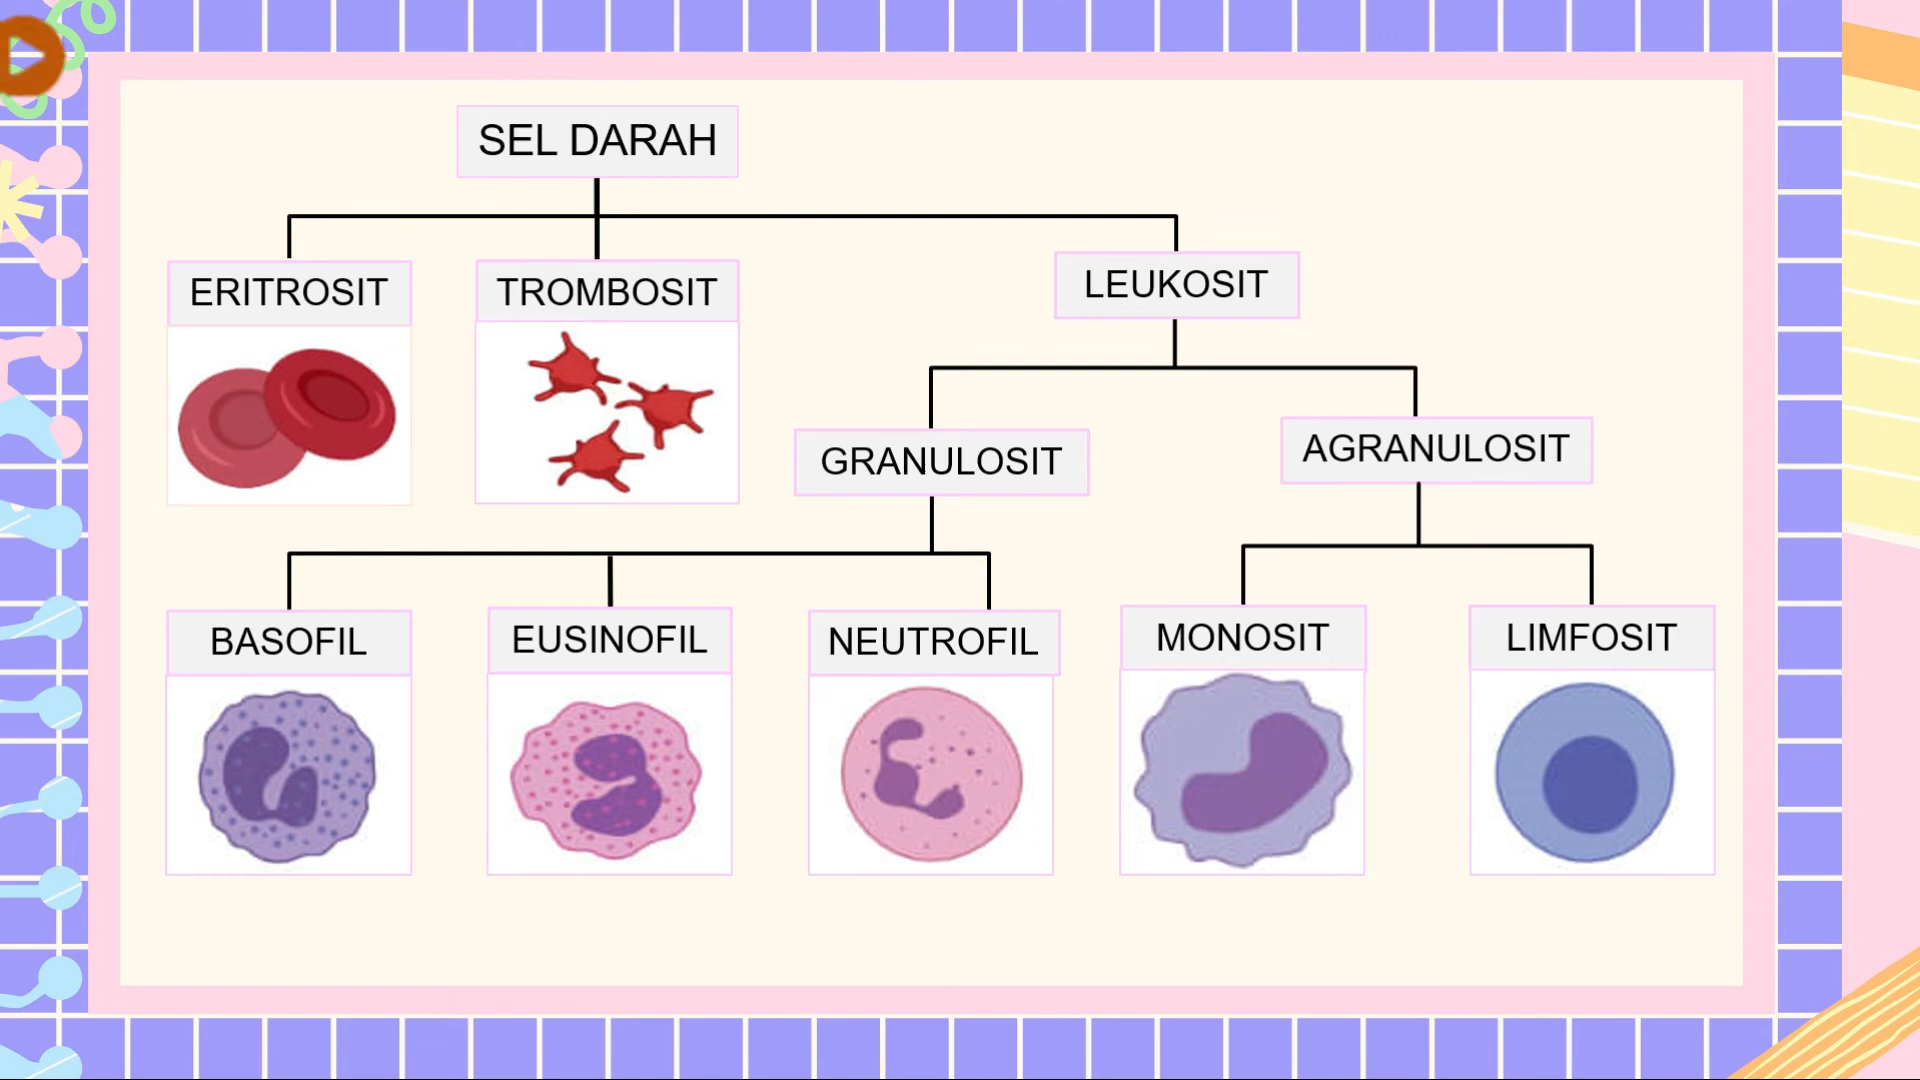 SEL DARAH
ERITROSIT
TROMBOSIT
LEUKOSIT
GRANULOSIT
AGRANULOSIT
BASOFIL
EUSINOFIL
NEUTROFIL
MONOSIT
LIMFOSIT